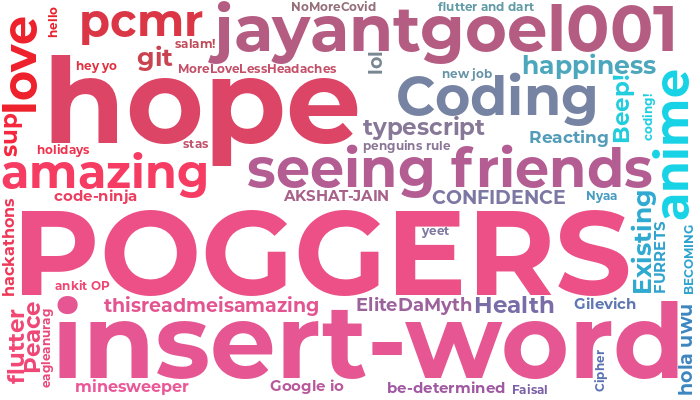 NoMoreCovid
flutter and dart
hello
pcmr
jayantgoel001
love
salam!
git
lol
hey yo
MoreLoveLessHeadaches
happiness
hope
new job
Coding
Beep!
coding!
anime
sup
typescript
Reacting
holidays
stas
penguins rule
amazing
seeing friends
code-ninja
AKSHAT-JAIN
CONFIDENCE
Nyaa
hackathons
POGGERS
yeet
Existing
FURRETS
BECOMING
ankit OP
thisreadmeisamazing
EliteDaMyth
Health
Gilevich
flutter
Peace
eagleanurag
insert-word
hola uwu
minesweeper
Google io
be-determined
Faisal
Cipher